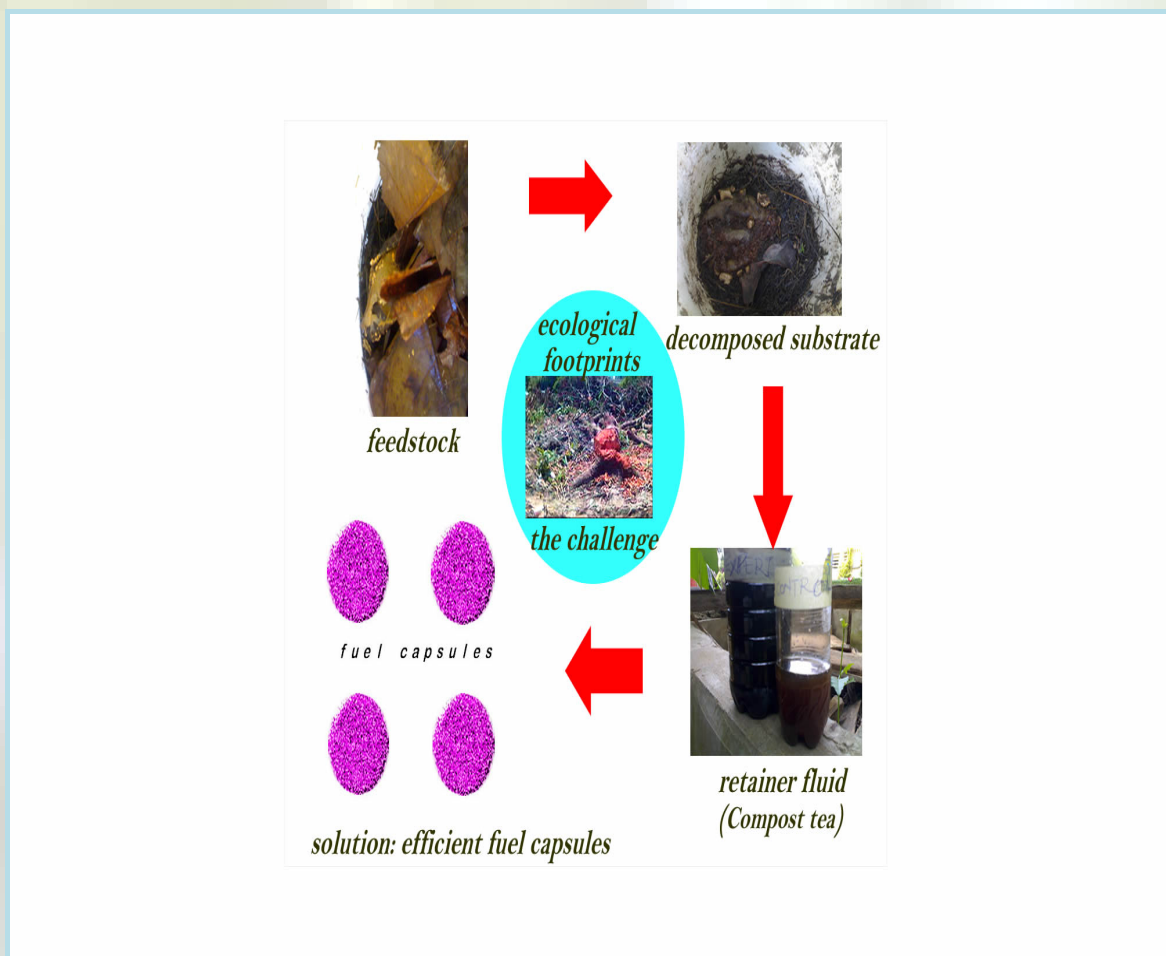 feedstock
decomposed substrate
ecological
footprints
the challenge
retainer fluid
(Compost tea)
fuel capsules
solution: efficient fuel capsules